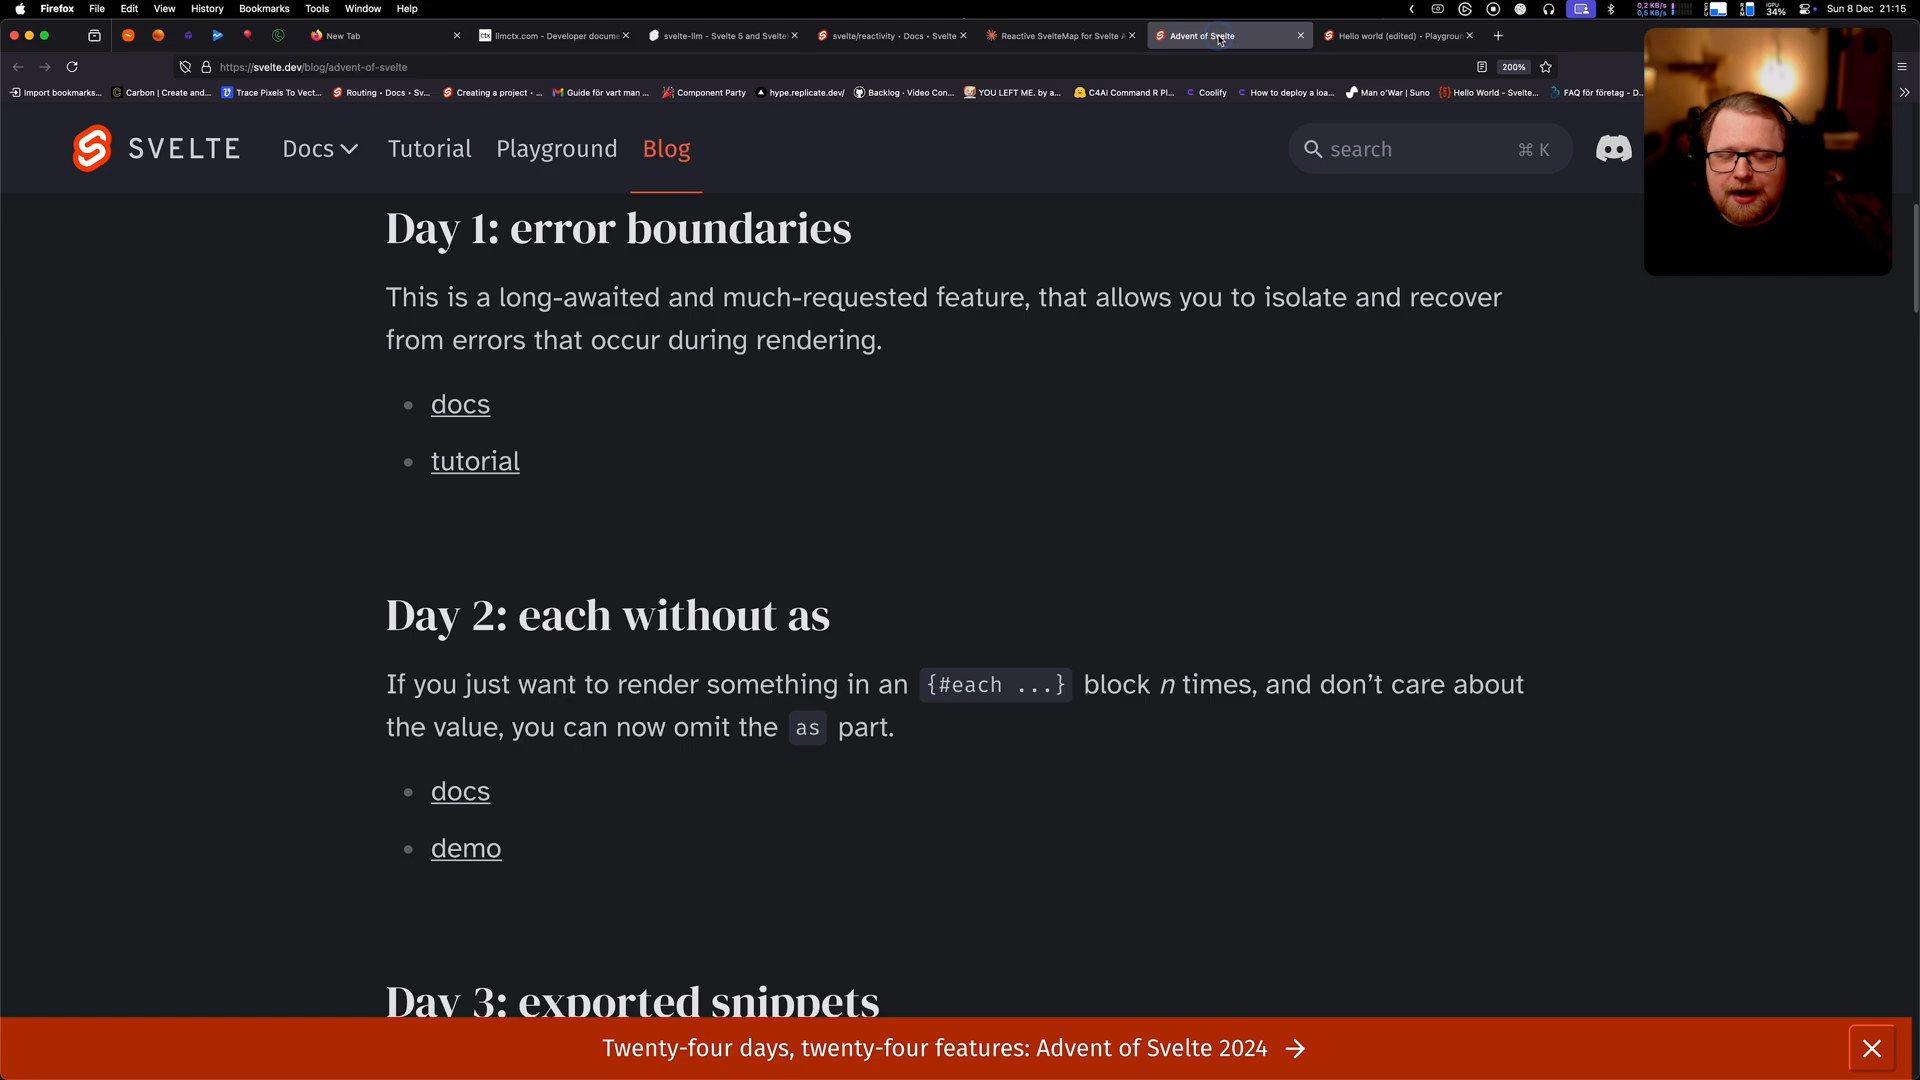 Firefox File Edit View History Bookmarks Tools Window Help
0,2 KB/s
0,5 KB/s
34%
Sun 8 Dec 21:15
New Tab
llmctx.com - Developer docume
svelte-llm - Svelte 5 and Svelte
svelte/reactivity • Docs • Svelte
Reactive SvelteMap for Svelte A
Advent of Svelte
Hello world (edited) • Playgroun
https://svelte.dev/blog/advent-of-svelte
200%
Import bookmarks...
Carbon | Create and...
Trace Pixels To Vect...
Routing • Docs • Sv...
Creating a project • ...
Guide för vart man ...
Component Party
hype.replicate.dev/
Backlog · Video Con...
YOU LEFT ME. by a...
C4AI Command R Pl...
Coolify
How to deploy a loa...
Man o'War | Suno
Hello World - Svelte...
FAQ för företag - D...
SVELTE
Docs
Tutorial
Playground
Blog
search
⌘ K
Day 1: error boundaries
This is a long-awaited and much-requested feature, that allows you to isolate and recover
from errors that occur during rendering.
docs
tutorial
Day 2: each without as
If you just want to render something in an {#each ...} block n times, and don't care about
the value, you can now omit the as part.
docs
demo
Day 3: exported snippets
Twenty-four days, twenty-four features: Advent of Svelte 2024 →